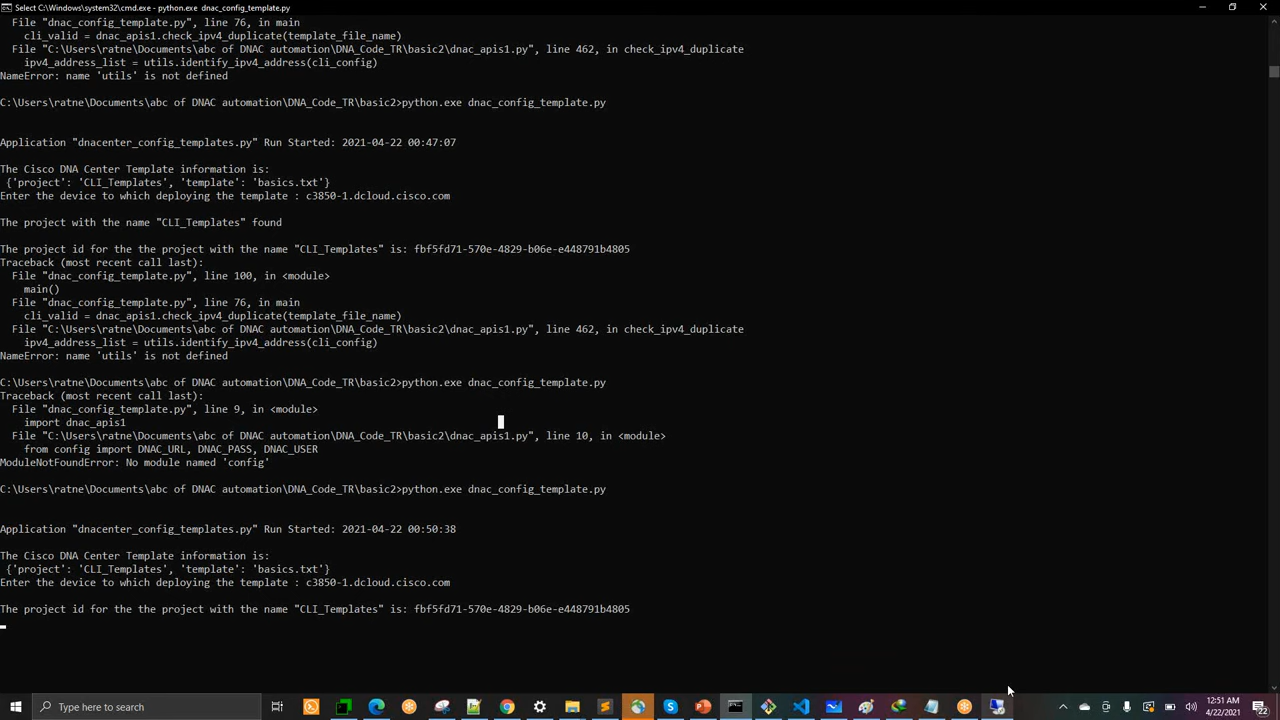 Select C:\Windows\system32\cmd.exe - python.exe dnac_config_template.py
File "dnac_config_template.py", line 76, in main
cli_valid = dnac_apis1.check_ipv4_duplicate(template_file_name)
File "C:\Users\ratne\Documents\abc of DNAC automation\DNA_Code_TR\basic2\dnac_apis1.py", line 462, in check_ipv4_duplicate
ipv4_address_list = utils.identify_ipv4_address(cli_config)
NameError: name 'utils' is not defined
C:\Users\ratne\Documents\abc of DNAC automation\DNA_Code_TR\basic2>python.exe dnac_config_template.py
Application "dnacenter_config_templates.py" Run Started: 2021-04-22 00:47:07
The Cisco DNA Center Template information is:
{'project': 'CLI_Templates', 'template': 'basics.txt'}
Enter the device to which deploying the template : c3850-1.dcloud.cisco.com
The project with the name "CLI_Templates" found
The project id for the the project with the name "CLI_Templates" is: fbf5fd71-570e-4829-b06e-e448791b4805
Traceback (most recent call last):
File "dnac_config_template.py", line 100, in <module>
main()
File "dnac_config_template.py", line 76, in main
cli_valid = dnac_apis1.check_ipv4_duplicate(template_file_name)
File "C:\Users\ratne\Documents\abc of DNAC automation\DNA_Code_TR\basic2\dnac_apis1.py", line 462, in check_ipv4_duplicate
ipv4_address_list = utils.identify_ipv4_address(cli_config)
NameError: name 'utils' is not defined
C:\Users\ratne\Documents\abc of DNAC automation\DNA_Code_TR\basic2>python.exe dnac_config_template.py
Traceback (most recent call last):
File "dnac_config_template.py", line 9, in <module>
import dnac_apis1
File "C:\Users\ratne\Documents\abc of DNAC automation\DNA_Code_TR\basic2\dnac_apis1.py", line 10, in <module>
from config import DNAC_URL, DNAC_PASS, DNAC_USER
ModuleNotFoundError: No module named 'config'
C:\Users\ratne\Documents\abc of DNAC automation\DNA_Code_TR\basic2>python.exe dnac_config_template.py
Application "dnacenter_config_templates.py" Run Started: 2021-04-22 00:50:38
The Cisco DNA Center Template information is:
{'project': 'CLI_Templates', 'template': 'basics.txt'}
Enter the device to which deploying the template : c3850-1.dcloud.cisco.com
The project id for the the project with the name "CLI_Templates" is: fbf5fd71-570e-4829-b06e-e448791b4805
Type here to search
12:51 AM
4/22/2021